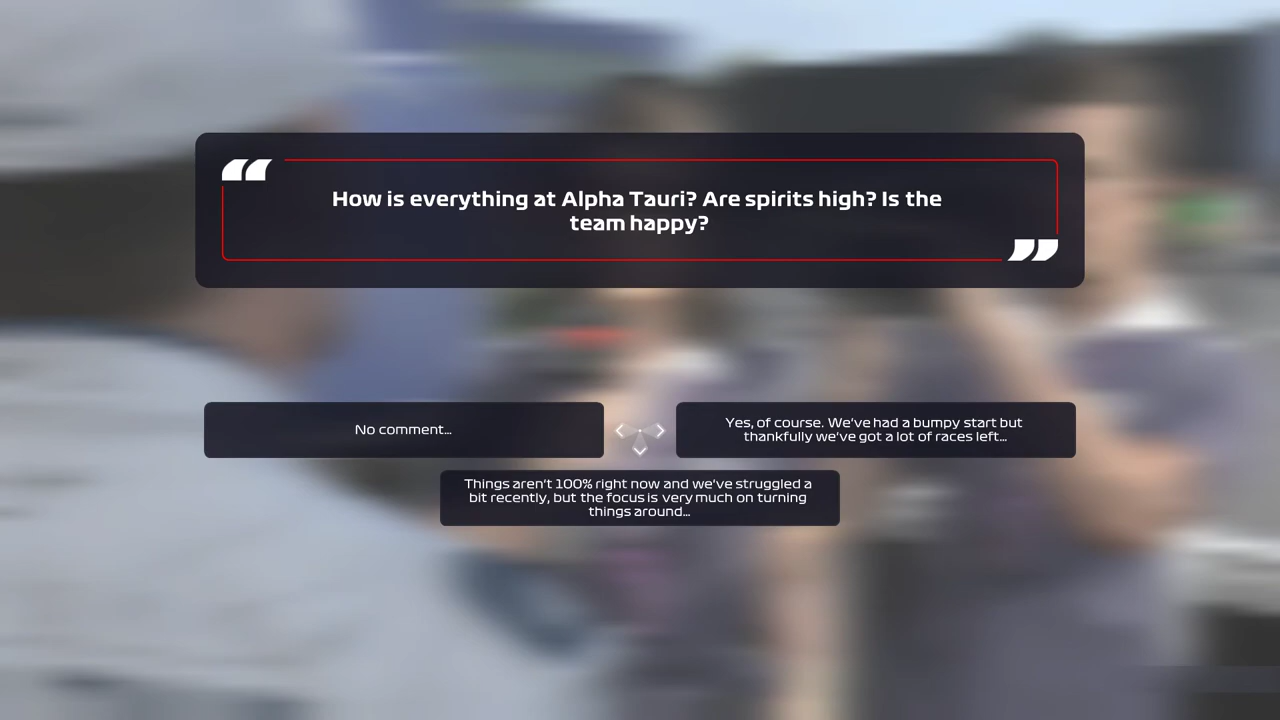 How is everything at Alpha Tauri? Are spirits high? Is the
team happy?
No comment...
Yes, of course. We've had a bumpy start but
thankfully we've got a lot of races left...
Things aren't 100% right now and we've struggled a
bit recently, but the focus is very much on turning
things around...